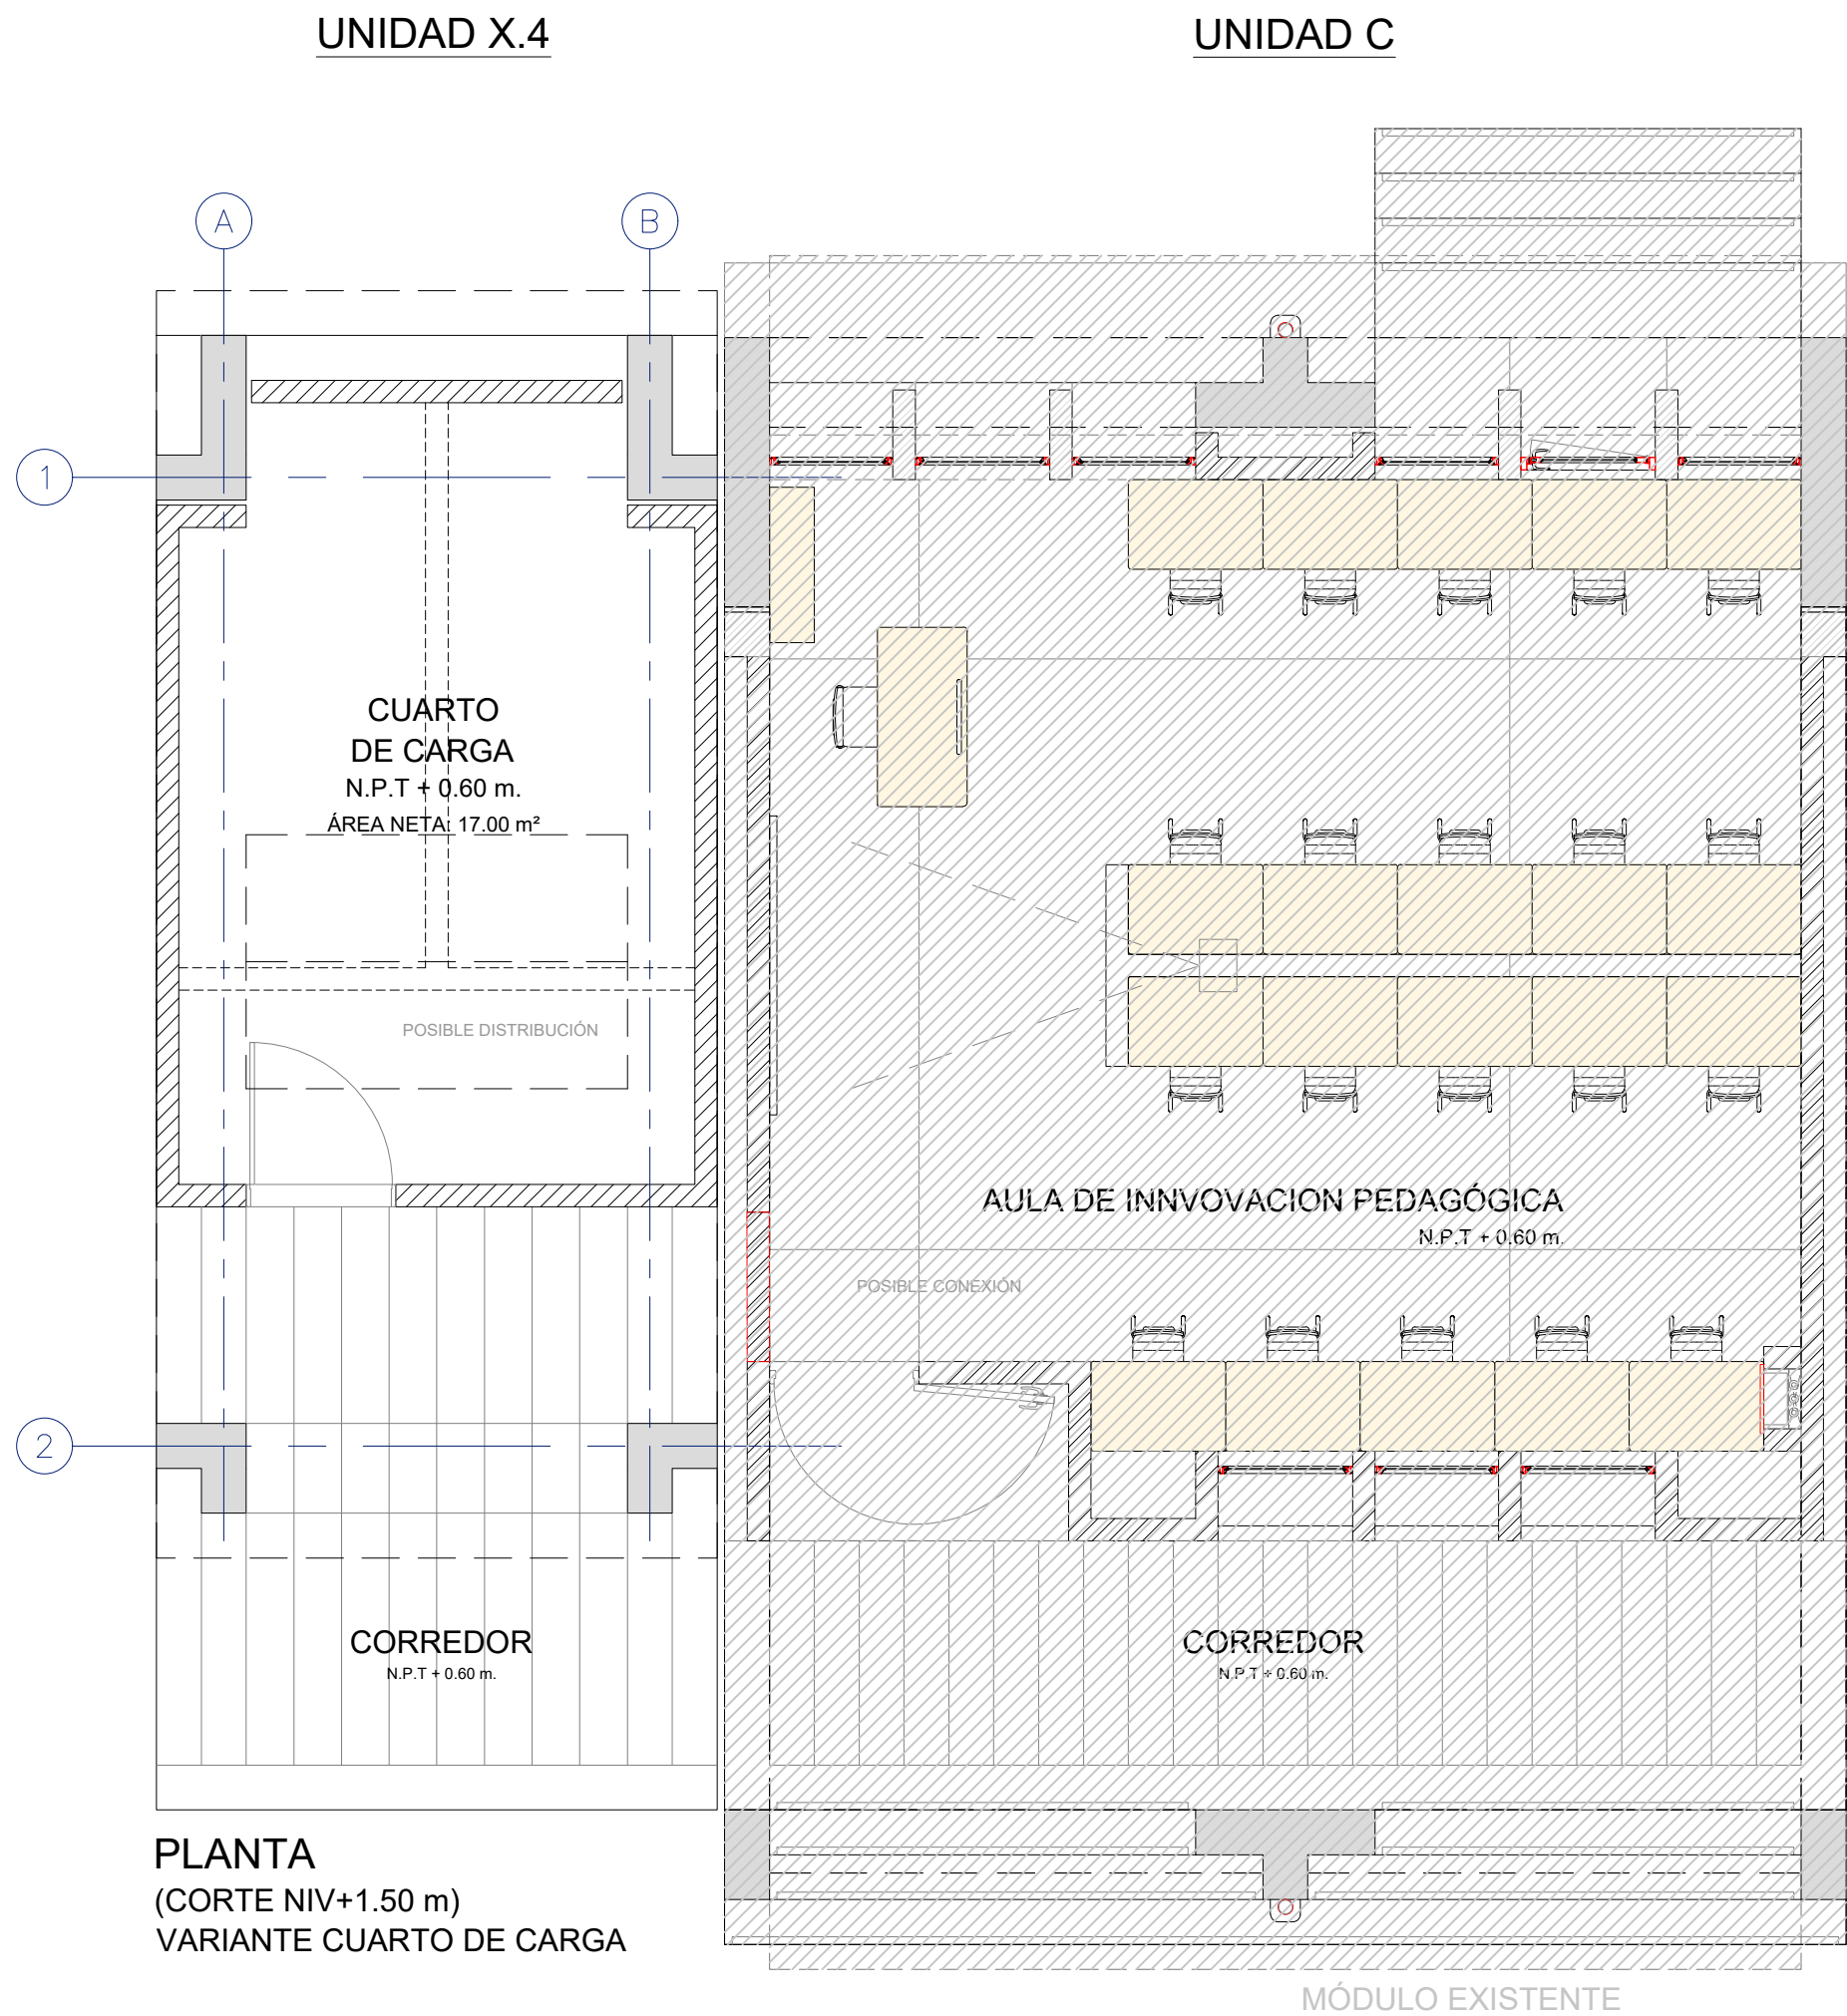 UNIDAD X.4
UNIDAD C
A
B
1
CUARTO
DE CARGA
N.P.T + 0.60 m.
ÁREA NETA: 17.00 m²
POSIBLE DISTRIBUCIÓN
AULA DE INNVOVACION PEDAGÓGICA
N.P.T + 0.60 m.
POSIBLE CONEXIÓN
2
CORREDOR
N.P.T + 0.60 m.
CORREDOR
N.P.T + 0.60 m.
PLANTA
(CORTE NIV+1.50 m)
VARIANTE CUARTO DE CARGA
MÓDULO EXISTENTE